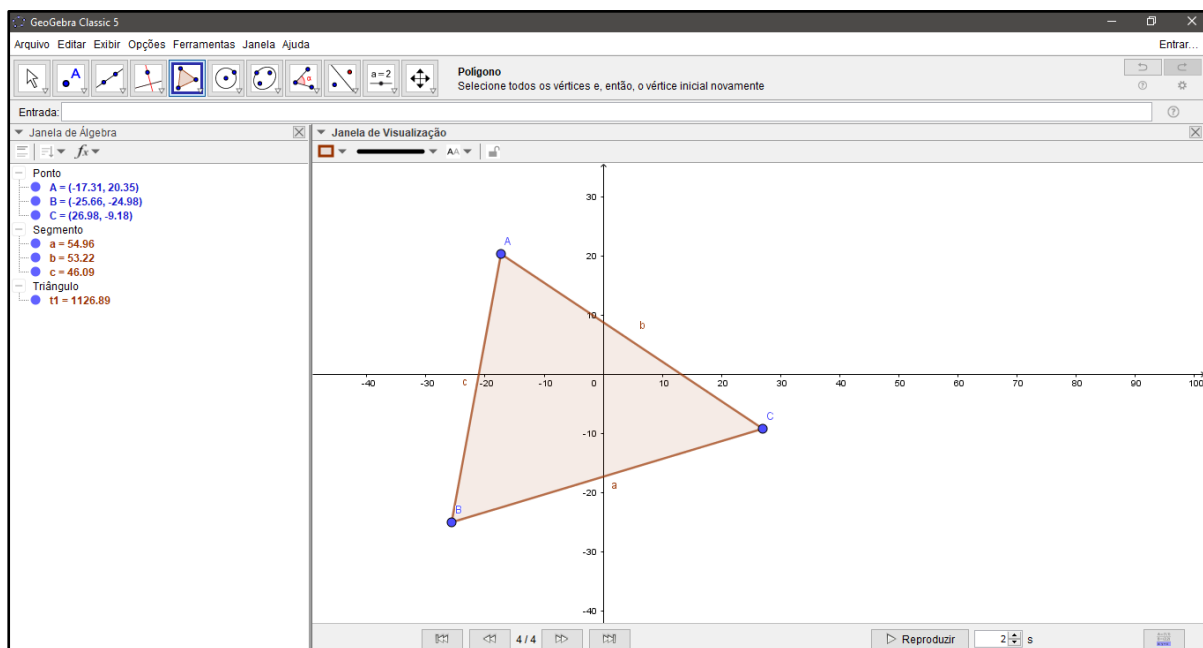 GeoGebra Classic 5
Arquivo Editar Exibir Opções Ferramentas Janela Ajuda
Entrar...
A
α
a=2
Polígono
Selecione todos os vértices e, então, o vértice inicial novamente
Entrada:
Janela de Álgebra
Janela de Visualização
fx
AA
Ponto
A = (-17.31, 20.35)
B = (-25.66, -24.98)
C = (26.98, -9.18)
Segmento
a = 54.96
b = 53.22
c = 46.09
Triângulo
t1 = 1126.89
30
A
20
10
b
c
-40 -30 -20 -10 0 10 20 30 40 50 60 70 80 90 100
C
-10
a
-20
B
-30
-40
4 / 4
Reproduzir
2 s